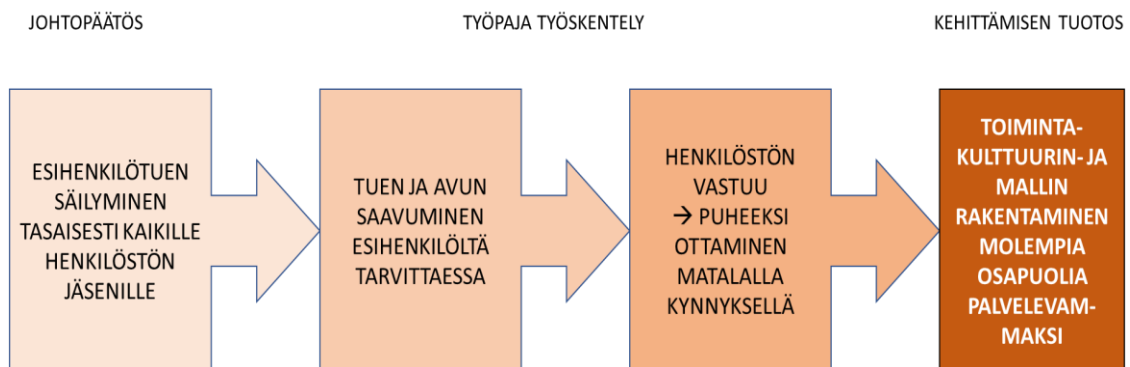 JOHTOPÄÄTÖS
TYÖPAJA TYÖSKENTELY
KEHITTÄMISEN TUOTOS
ESIHENKILÖTUEN
SÄILYMINEN
TASAISESTI KAIKILLE
HENKILÖSTÖN
JÄSENILLE
TUEN JA AVUN
SAAVUMINEN
ESIHENKILÖLTÄ
TARVITTAESSA
HENKILÖSTÖN
VASTUU
→ PUHEEKSI
OTTAMINEN
MATALALLA
KYNNYKSELLÄ
TOIMINTA-
KULTTUURIN- JA
MALLIN
RAKENTAMINEN
MOLEMPIA
OSAPUOLIA
PALVELEVAM-
MAKSI